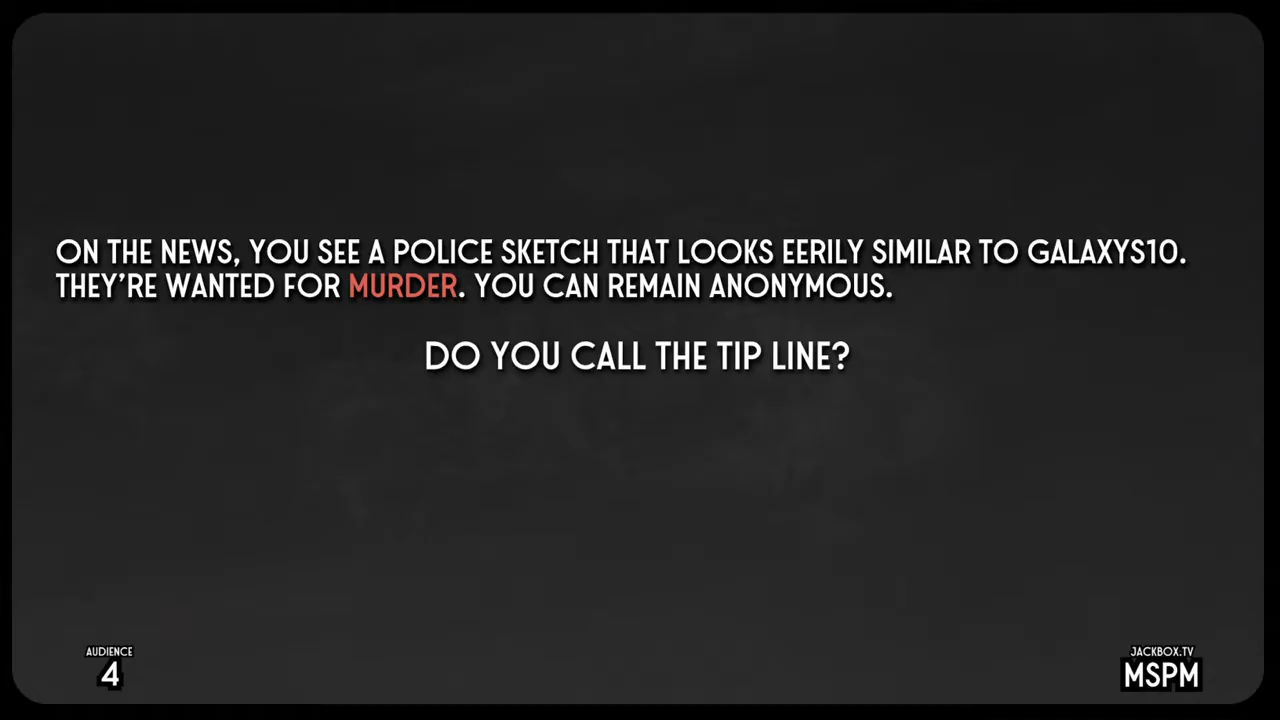 ON THE NEWS, YOU SEE A POLICE SKETCH THAT LOOKS EERILY SIMILAR TO GALAXYS10.
THEY'RE WANTED FOR MURDER. YOU CAN REMAIN ANONYMOUS.
DO YOU CALL THE TIP LINE?
AUDIENCE
4
JACKBOX.TV
MSPM